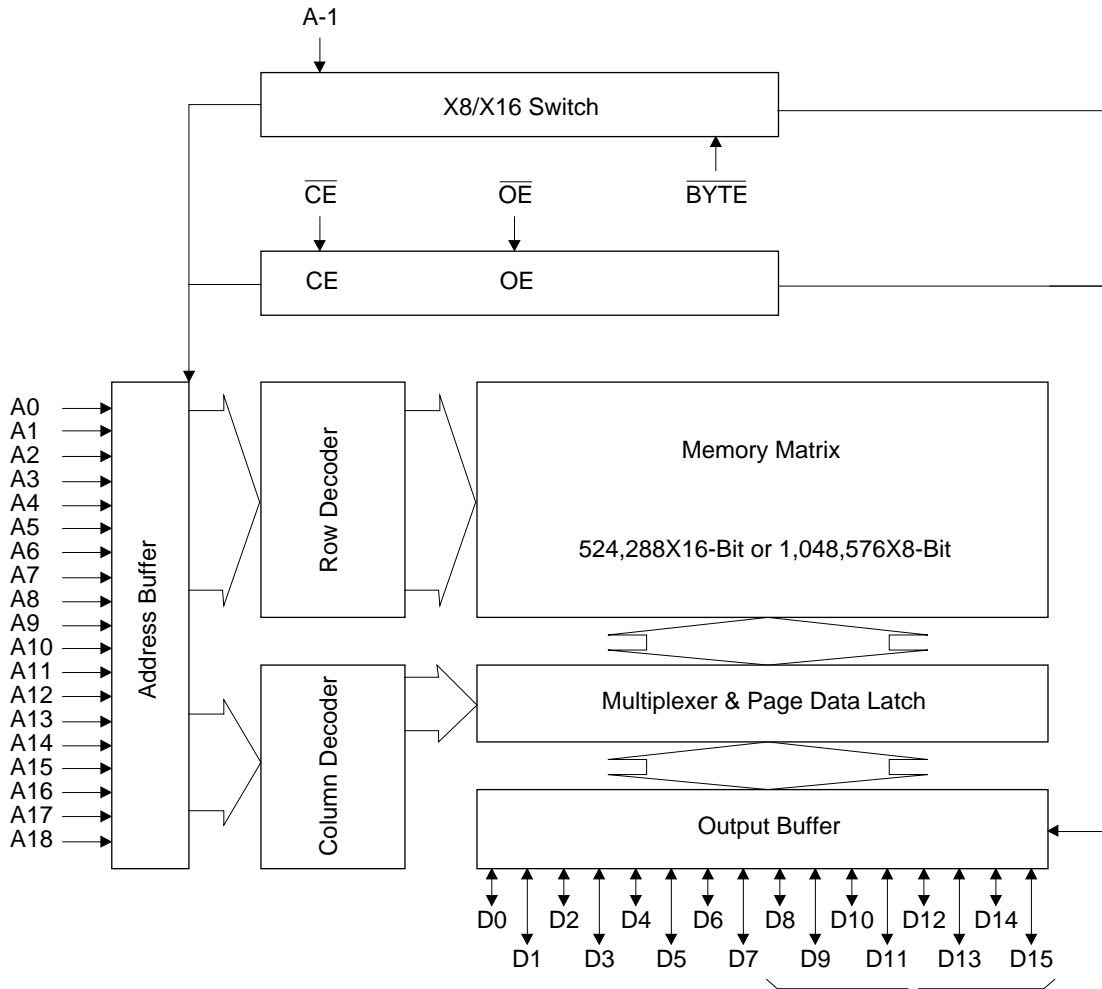 A-1
X8/X16 Switch
CE OE BYTE
CE OE
A0
A1
A2
A3
A4
A5
A6
A7
A8
A9
A10
A11
A12
A13
A14
A15
A16
A17
A18
Address Buffer
Row Decoder
Column Decoder
Memory Matrix
524,288X16-Bit or 1,048,576X8-Bit
Multiplexer & Page Data Latch
Output Buffer
D0 D2 D4 D6 D8 D10 D12 D14
D1 D3 D5 D7 D9 D11 D13 D15